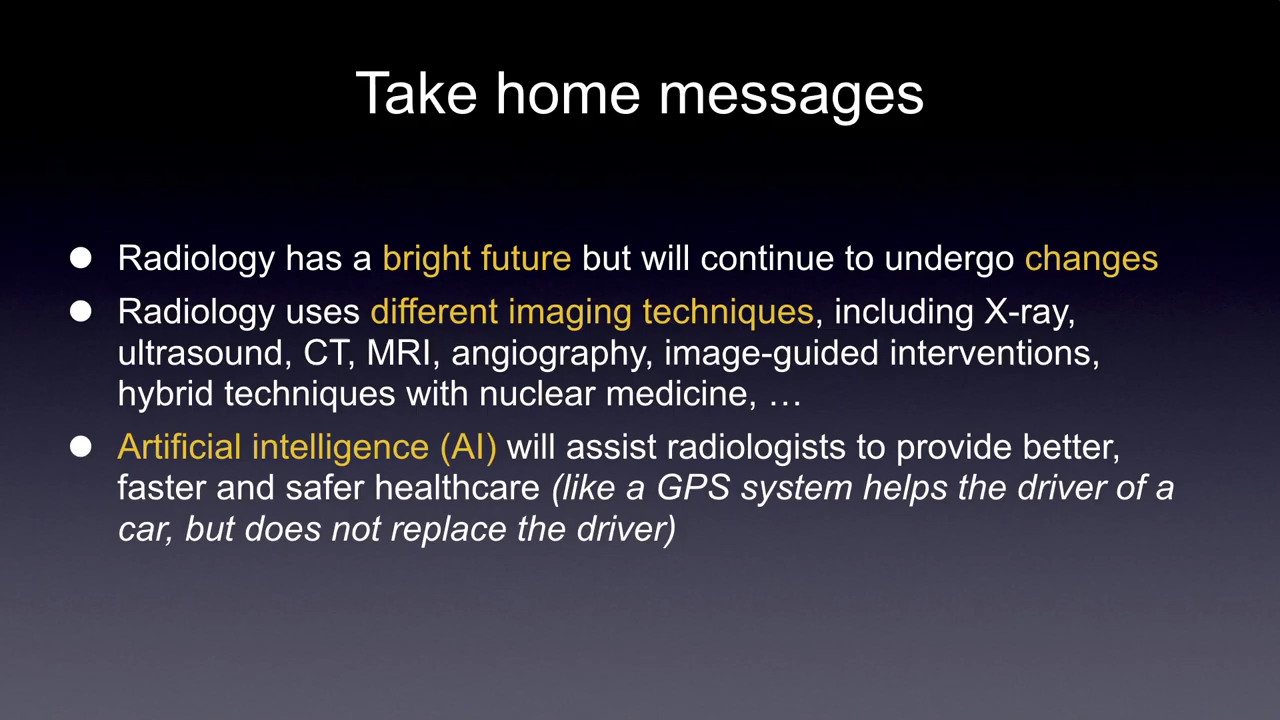 Take home messages
● Radiology has a bright future but will continue to undergo changes
● Radiology uses different imaging techniques, including X-ray,
ultrasound, CT, MRI, angiography, image-guided interventions,
hybrid techniques with nuclear medicine, …
● Artificial intelligence (AI) will assist radiologists to provide better,
faster and safer healthcare (like a GPS system helps the driver of a
car, but does not replace the driver)